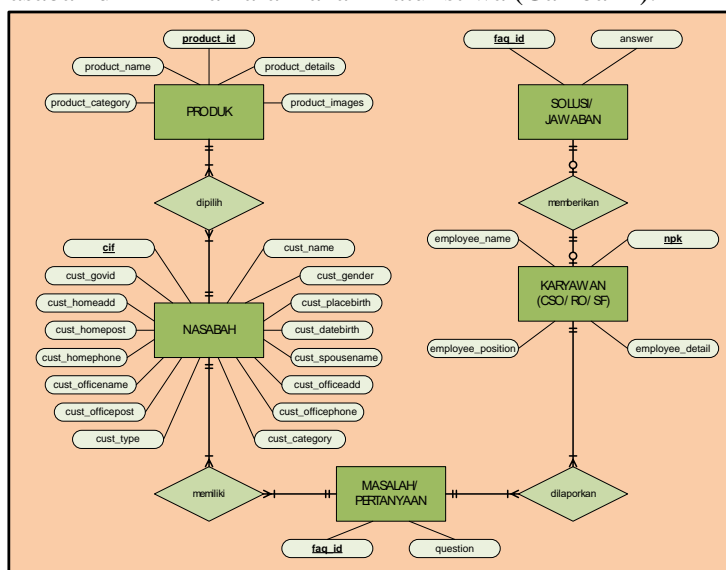 product_id
product_name
product_details
product_category
product_images
PRODUK
faq_id
answer
SOLUSI/
JAWABAN
dipilih
memberikan
cif
cust_name
cust_govid
cust_gender
cust_homeadd
cust_placebirth
cust_homepost
cust_datebirth
cust_homephone
cust_spousename
cust_officename
cust_officeadd
cust_officepost
cust_officephone
cust_type
cust_category
NASABAH
employee_name
npk
KARYAWAN
(CSO/ RO/ SF)
employee_position
employee_detail
memiliki
MASALAH/
PERTANYAAN
dilaporkan
faq_id
question